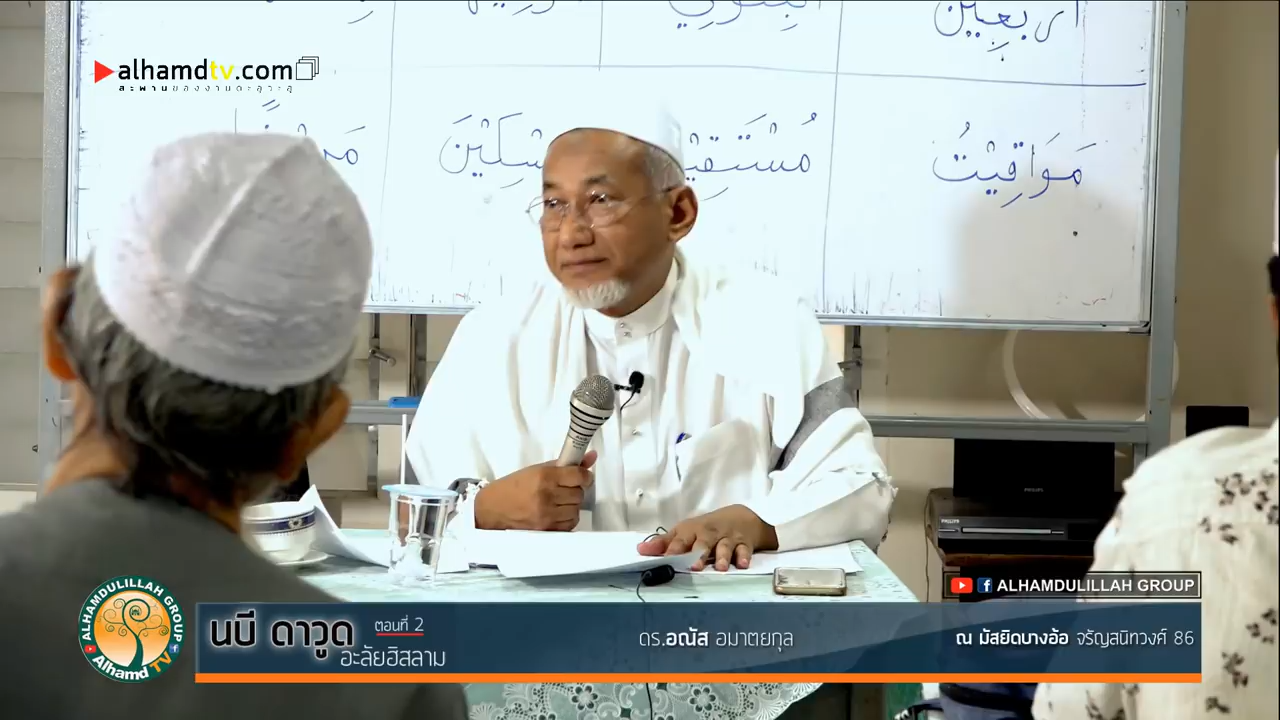 أَرْبَعِيْنَ
alhamdtv.com
สะพานของงานดะอฺวะฮฺ
مُسْتَقِيْ
مَوَاقِيْتُ
PHILIPS
PHILIPS
ALHAMDULILLAH GROUP
ALHAMDULILLAH GROUP
Alhamd TV
นบี ดาวูด ตอนที่ 2
อะลัยฮิสลาม
ดร.อณัส อมาตยกุล
ณ มัสยิดบางอ้อ จรัญสนิทวงศ์ 86